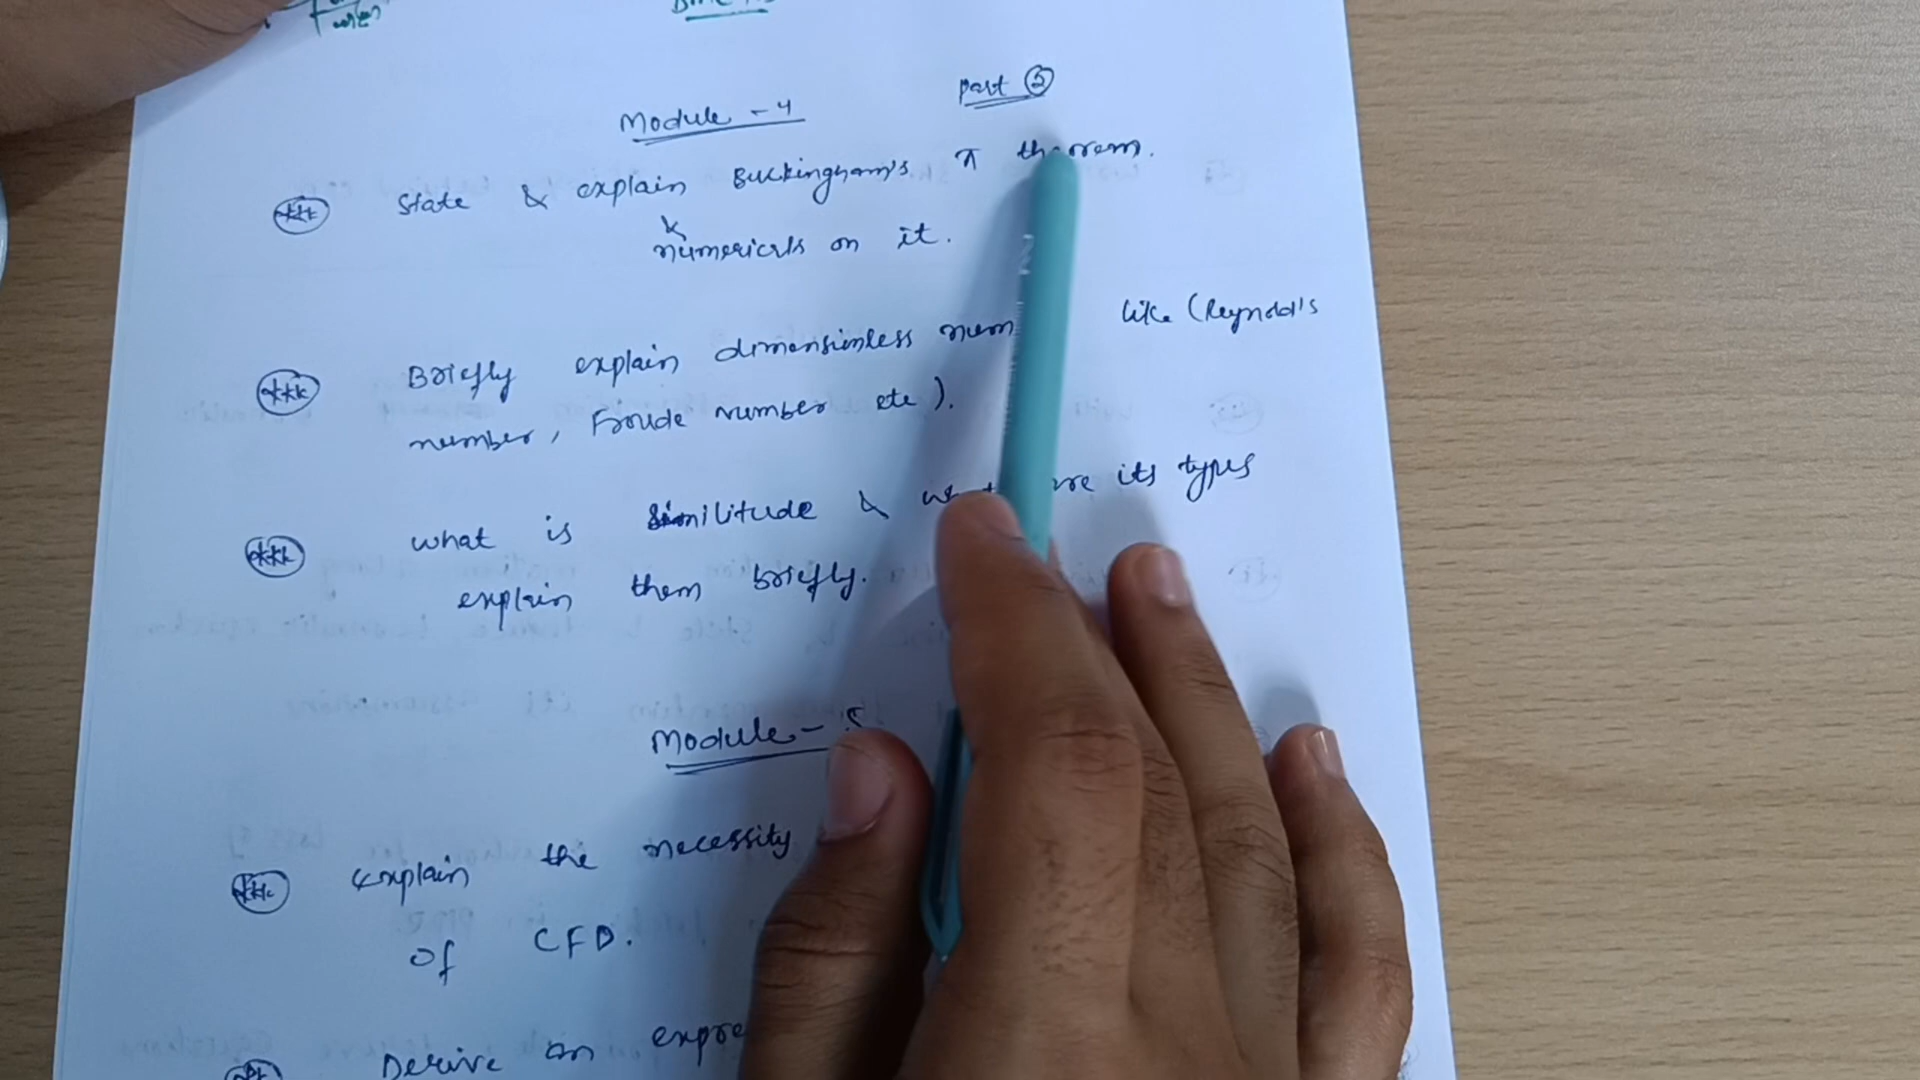 Part ②
Module - 4
*** State & explain Buckingham's π theorem.
& numericals on it.
*** Briefly explain dimensionless num like (Reynold's
number, Froude number etc).
*** what is similitude & are its types
explain them briefly.
Module - 5
*** Explain the necessity
of CFD.
Derive an expre